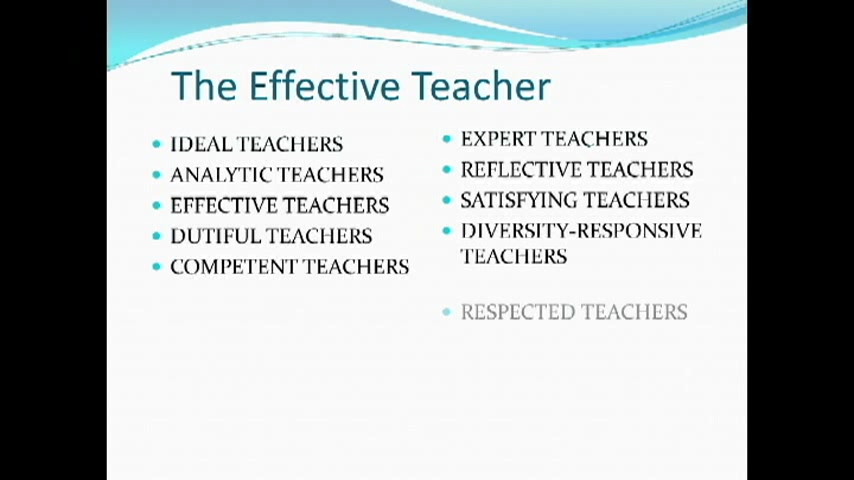 The Effective Teacher
IDEAL TEACHERS
ANALYTIC TEACHERS
EFFECTIVE TEACHERS
DUTIFUL TEACHERS
COMPETENT TEACHERS
EXPERT TEACHERS
REFLECTIVE TEACHERS
SATISFYING TEACHERS
DIVERSITY-RESPONSIVE
TEACHERS
RESPECTED TEACHERS